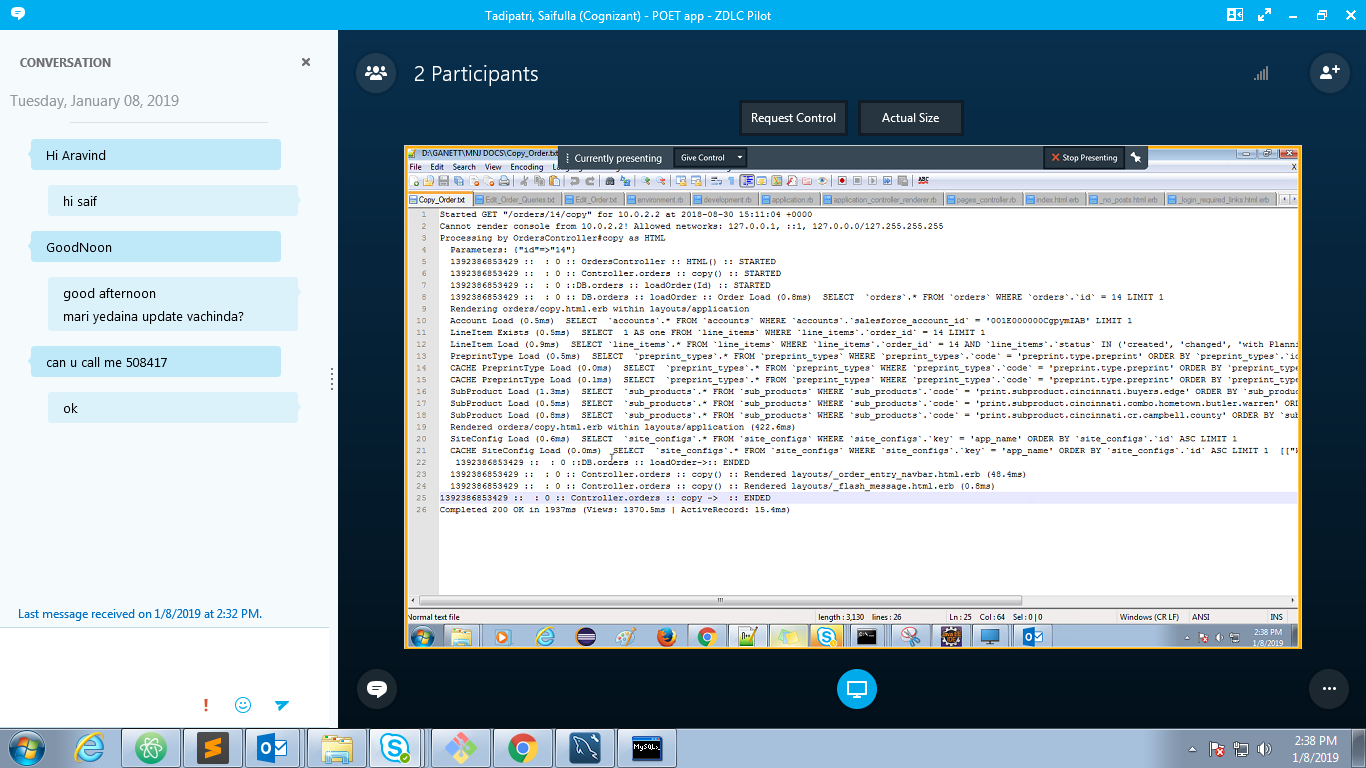 Tadipatri, Saifulla (Cognizant) - POET app - ZDLC Pilot
CONVERSATION
Tuesday, January 08, 2019
Hi Aravind
hi saif
GoodNoon
good afternoon
mari yedaina update vachinda?
can u call me 508417
ok
Last message received on 1/8/2019 at 2:32 PM.
2 Participants
Request Control
Actual Size
D:\GANETT\MNJ DOCS\Copy_Order.txt
Currently presenting
Give Control
Stop Presenting
File Edit Search View Encoding
X
Copy_Order.txt Edit_Order_Queries.txt Edit_Order.txt environment.rb development.rb application.rb application_controller_renderer.rb pages_controller.rb index.html.erb _no_posts.html.erb _login_required_links.html.erb
1 Started GET "/orders/14/copy" for 10.0.2.2 at 2018-08-30 15:11:04 +0000
2 Cannot render console from 10.0.2.2! Allowed networks: 127.0.0.1, ::1, 127.0.0.0/127.255.255.255
3 Processing by OrdersController#copy as HTML
4 Parameters: {"id"=>"14"}
5 1392386853429 :: : 0 :: OrdersController :: HTML() :: STARTED
6 1392386853429 :: : 0 :: Controller.orders :: copy() :: STARTED
7 1392386853429 :: : 0 ::DB.orders :: loadOrder(Id) :: STARTED
8 1392386853429 :: : 0 :: DB.orders :: loadOrder :: Order Load (0.8ms) SELECT `orders`.* FROM `orders` WHERE `orders`.`id` = 14 LIMIT 1
9 Rendering orders/copy.html.erb within layouts/application
10 Account Load (0.5ms) SELECT `accounts`.* FROM `accounts` WHERE `accounts`.`salesforce_account_id` = '001E000000CgpymIAB' LIMIT 1
11 LineItem Exists (0.5ms) SELECT 1 AS one FROM `line_items` WHERE `line_items`.`order_id` = 14 LIMIT 1
12 LineItem Load (0.9ms) SELECT `line_items`.* FROM `line_items` WHERE `line_items`.`order_id` = 14 AND `line_items`.`status` IN ('created', 'changed', 'with Planni
13 PreprintType Load (0.5ms) SELECT `preprint_types`.* FROM `preprint_types` WHERE `preprint_types`.`code` = 'preprint.type.preprint' ORDER BY `preprint_types`.`id
14 CACHE PreprintType Load (0.0ms) SELECT `preprint_types`.* FROM `preprint_types` WHERE `preprint_types`.`code` = 'preprint.type.preprint' ORDER BY `preprint_type
15 CACHE PreprintType Load (0.1ms) SELECT `preprint_types`.* FROM `preprint_types` WHERE `preprint_types`.`code` = 'preprint.type.preprint' ORDER BY `preprint_type
16 SubProduct Load (1.3ms) SELECT `sub_products`.* FROM `sub_products` WHERE `sub_products`.`code` = 'print.subproduct.cincinnati.buyers.edge' ORDER BY `sub_produc
17 SubProduct Load (0.5ms) SELECT `sub_products`.* FROM `sub_products` WHERE `sub_products`.`code` = 'print.subproduct.cincinnati.combo.hometown.butler.warren' ORD
18 SubProduct Load (0.8ms) SELECT `sub_products`.* FROM `sub_products` WHERE `sub_products`.`code` = 'print.subproduct.cincinnati.cr.campbell.county' ORDER BY `sub
19 Rendered orders/copy.html.erb within layouts/application (422.6ms)
20 SiteConfig Load (0.6ms) SELECT `site_configs`.* FROM `site_configs` WHERE `site_configs`.`key` = 'app_name' ORDER BY `site_configs`.`id` ASC LIMIT 1
21 CACHE SiteConfig Load (0.0ms) SELECT `site_configs`.* FROM `site_configs` WHERE `site_configs`.`key` = 'app_name' ORDER BY `site_configs`.`id` ASC LIMIT 1 [["
22 1392386853429 :: : 0 ::DB.orders :: loadOrder->:: ENDED
23 1392386853429 :: : 0 :: Controller.orders :: copy() :: Rendered layouts/_order_entry_navbar.html.erb (48.4ms)
24 1392386853429 :: : 0 :: Controller.orders :: copy() :: Rendered layouts/_flash_message.html.erb (0.8ms)
25 1392386853429 :: : 0 :: Controller.orders :: copy -> :: ENDED
26 Completed 200 OK in 1937ms (Views: 1370.5ms | ActiveRecord: 15.4ms)
Normal text file length : 3,130 lines : 26 Ln : 25 Col : 64 Sel : 0 | 0 Windows (CR LF) ANSI INS
2:38 PM
1/8/2019
MySQL
2:38 PM
1/8/2019